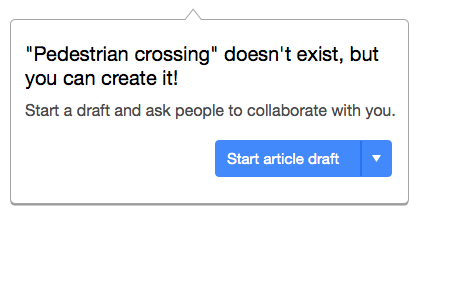 "Pedestrian crossing" doesn't exist, but
you can create it!
Start a draft and ask people to collaborate with you.
Start article draft